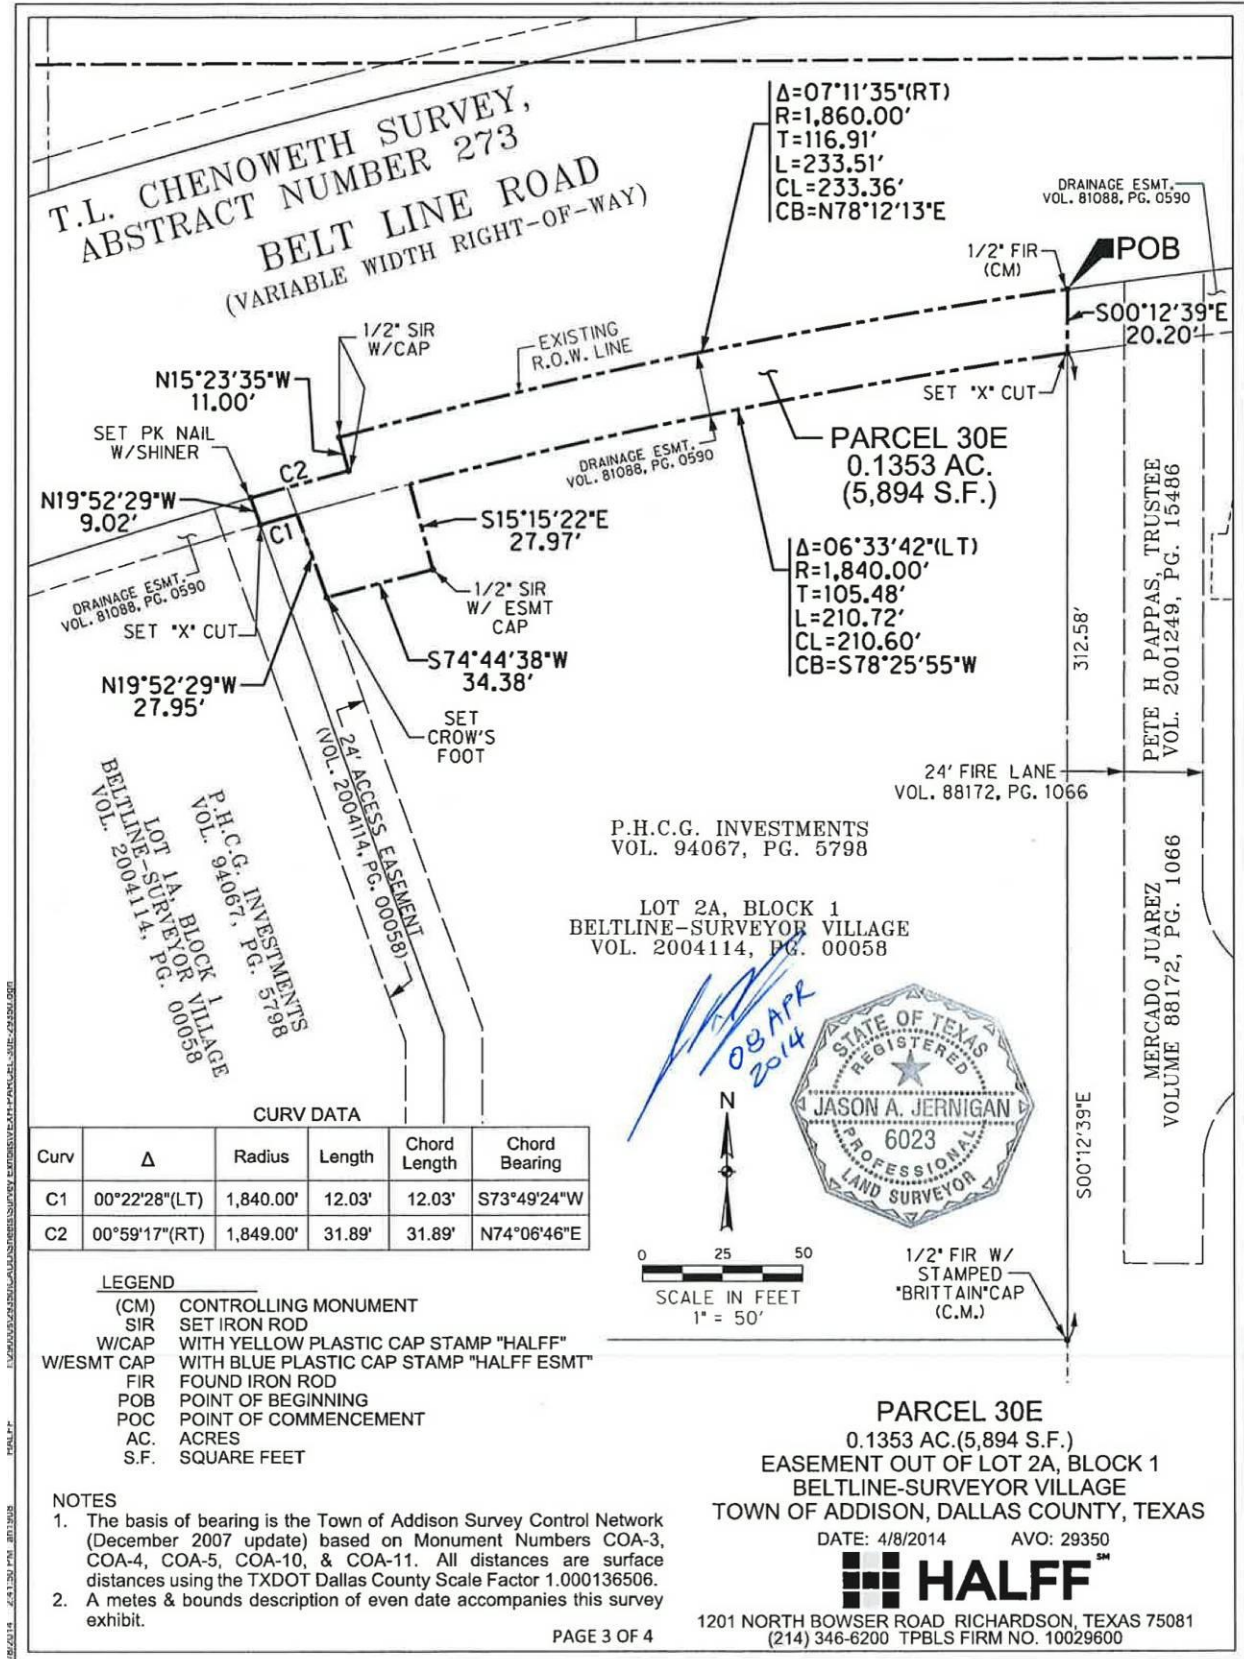 T.L. CHENOWETH SURVEY,
ABSTRACT NUMBER 273
BELT LINE ROAD
(VARIABLE WIDTH RIGHT-OF-WAY)
Δ=07°11'35"(RT)
R=1,860.00'
T=116.91'
L=233.51'
CL=233.36'
CB=N78°12'13"E
DRAINAGE ESMT.
VOL. 81088, PG. 0590
1/2" FIR
(CM)
POB
S00°12'39"E
20.20'
1/2" SIR
W/CAP
EXISTING
R.O.W. LINE
N15°23'35"W
11.00'
SET "X" CUT
SET PK NAIL
W/SHINER
C2
DRAINAGE ESMT.
VOL. 81088, PG. 0590
PARCEL 30E
0.1353 AC.
(5,894 S.F.)
N19°52'29"W
9.02'
C1
S15°15'22"E
27.97'
Δ=06°33'42"(LT)
R=1,840.00'
T=105.48'
L=210.72'
CL=210.60'
CB=S78°25'55"W
DRAINAGE ESMT.
VOL. 81088, PG. 0590
SET "X" CUT
1/2" SIR
W/ ESMT
CAP
S74°44'38"W
34.38'
N19°52'29"W
27.95'
SET
CROW'S
FOOT
312.58'
PETE H PAPPAS, TRUSTEE
VOL. 2001249, PG. 15486
24' ACCESS EASEMENT
(VOL. 2004114, PG. 00058)
24' FIRE LANE
VOL. 88172, PG. 1066
P.H.C.G. INVESTMENTS
VOL. 94067, PG. 5798
LOT 1A, BLOCK 1
BELTLINE-SURVEYOR VILLAGE
VOL. 2004114, PG. 00058
P.H.C.G. INVESTMENTS
VOL. 94067, PG. 5798
LOT 2A, BLOCK 1
BELTLINE-SURVEYOR VILLAGE
VOL. 2004114, PG. 00058
MERCADO JUAREZ
VOLUME 88172, PG. 1066
08 APR
2014
STATE OF TEXAS
REGISTERED
JASON A. JERNIGAN
6023
PROFESSIONAL
LAND SURVEYOR
S00°12'39"E
N
0 25 50
SCALE IN FEET
1" = 50'
1/2" FIR W/
STAMPED
"BRITTAIN"CAP
(C.M.)
CURV DATA
Curv Δ Radius Length Chord Length Chord Bearing
C1 00°22'28"(LT) 1,840.00' 12.03' 12.03' S73°49'24"W
C2 00°59'17"(RT) 1,849.00' 31.89' 31.89' N74°06'46"E
LEGEND
(CM) CONTROLLING MONUMENT
SIR SET IRON ROD
W/CAP WITH YELLOW PLASTIC CAP STAMP "HALFF"
W/ESMT CAP WITH BLUE PLASTIC CAP STAMP "HALFF ESMT"
FIR FOUND IRON ROD
POB POINT OF BEGINNING
POC POINT OF COMMENCEMENT
AC. ACRES
S.F. SQUARE FEET
NOTES
1. The basis of bearing is the Town of Addison Survey Control Network
(December 2007 update) based on Monument Numbers COA-3,
COA-4, COA-5, COA-10, & COA-11. All distances are surface
distances using the TXDOT Dallas County Scale Factor 1.000136506.
2. A metes & bounds description of even date accompanies this survey
exhibit.
PAGE 3 OF 4
PARCEL 30E
0.1353 AC.(5,894 S.F.)
EASEMENT OUT OF LOT 2A, BLOCK 1
BELTLINE-SURVEYOR VILLAGE
TOWN OF ADDISON, DALLAS COUNTY, TEXAS
DATE: 4/8/2014 AVO: 29350
HALFF SM
1201 NORTH BOWSER ROAD RICHARDSON, TEXAS 75081
(214) 346-6200 TPBLS FIRM NO. 10029600
HALFF